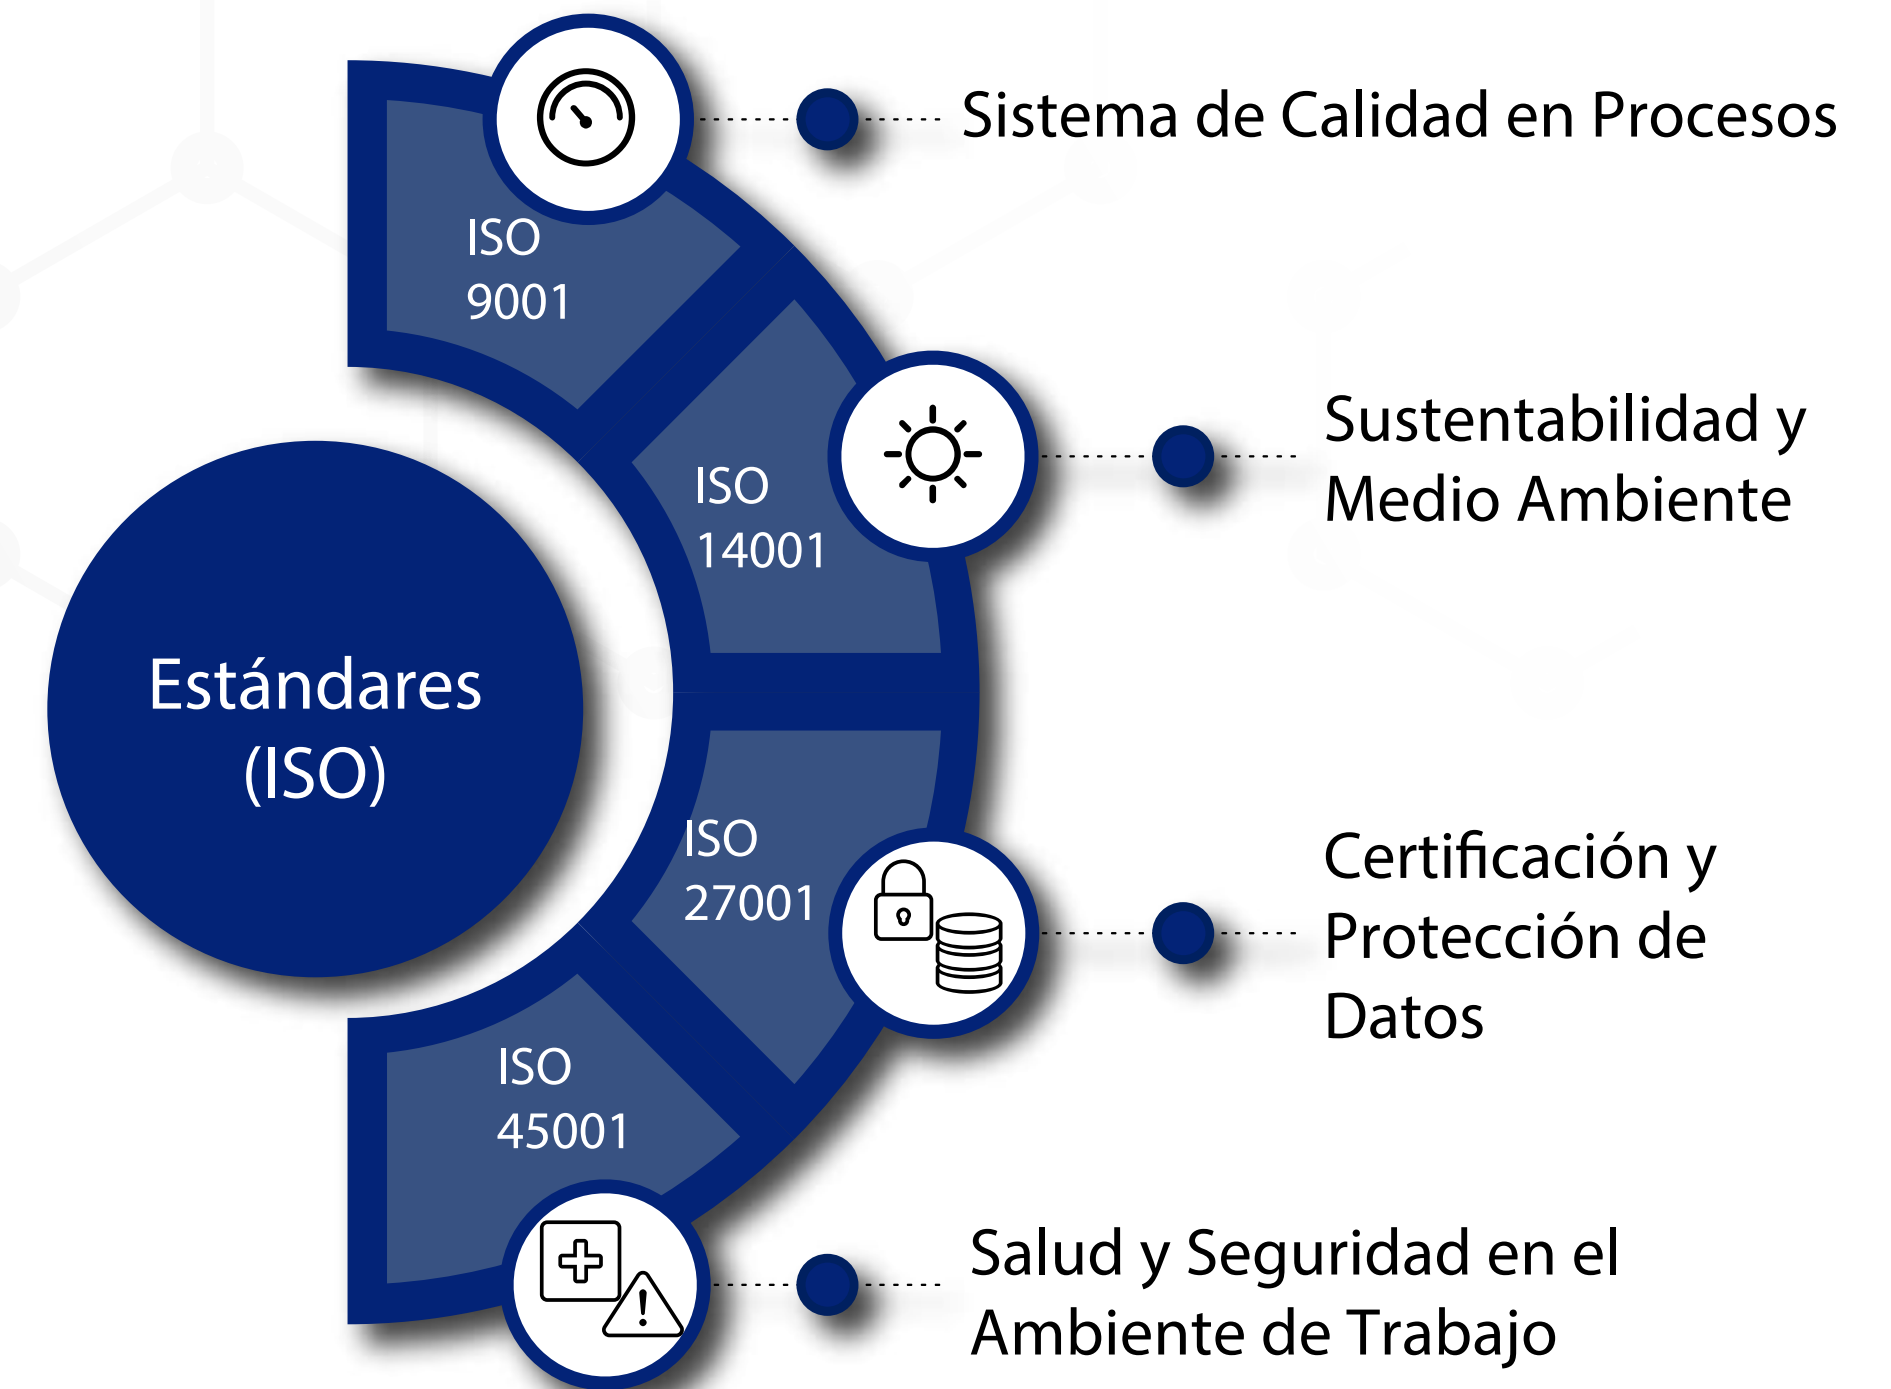 Estándares
(ISO)
ISO
9001
Sistema de Calidad en Procesos
ISO
14001
Sustentabilidad y
Medio Ambiente
ISO
27001
Certificación y
Protección de
Datos
ISO
45001
Salud y Seguridad en el
Ambiente de Trabajo